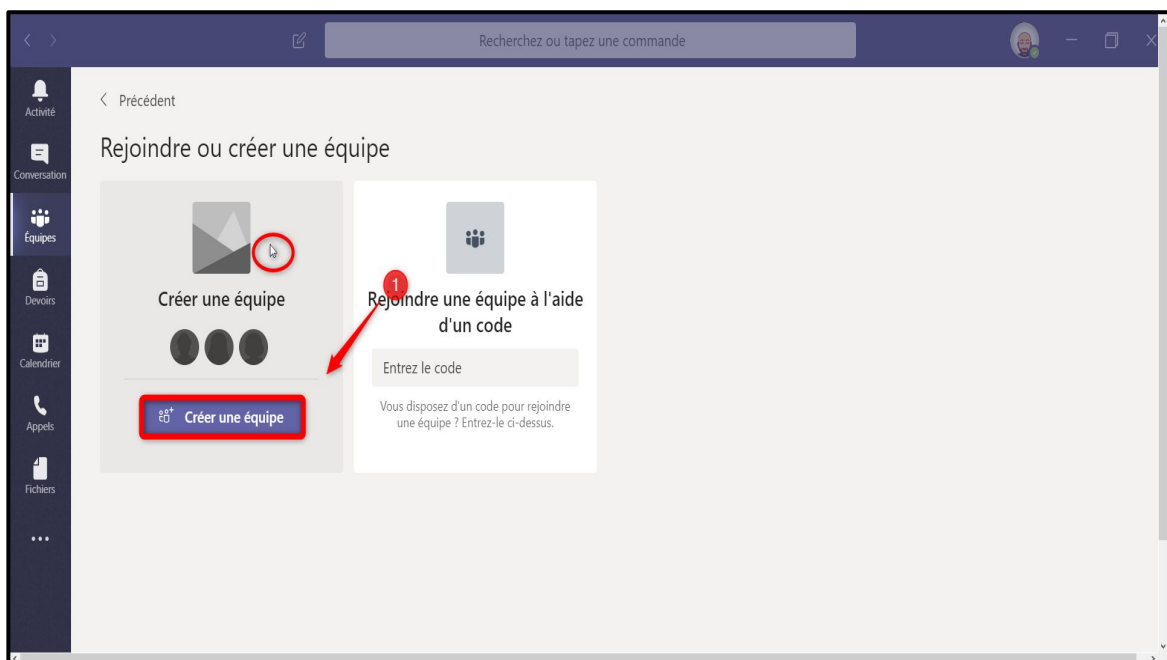 Recherchez ou tapez une commande
Activité
Conversation
Équipes
Devoirs
Calendrier
Appels
Fichiers
Précédent
Rejoindre ou créer une équipe
Créer une équipe
Créer une équipe
1
Rejoindre une équipe à l'aide
d'un code
Entrez le code
Vous disposez d'un code pour rejoindre
une équipe ? Entrez-le ci-dessus.